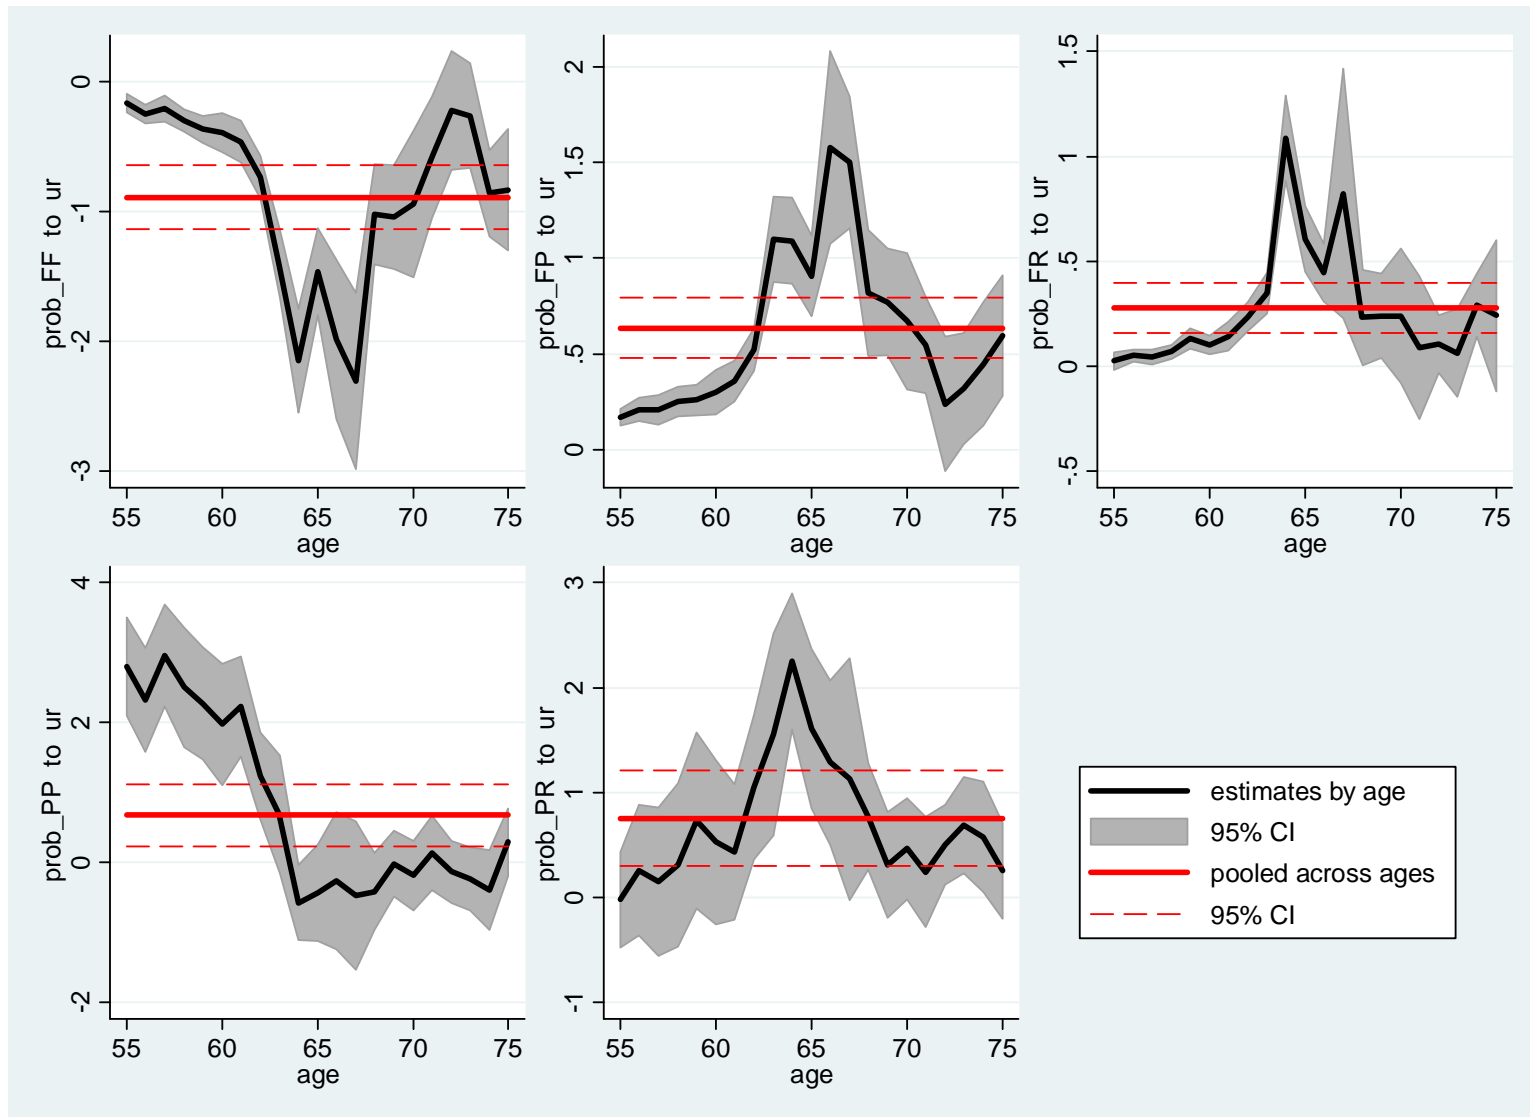 prob_FF to ur
0
-1
-2
-3
55 60 65 70 75
age
prob_FP to ur
2
1.5
1
.5
0
55 60 65 70 75
age
prob_FR to ur
1.5
1
.5
0
-.5
55 60 65 70 75
age
prob_PP to ur
4
2
0
-2
55 60 65 70 75
age
prob_PR to ur
3
2
1
0
-1
55 60 65 70 75
age
estimates by age
95% CI
pooled across ages
95% CI